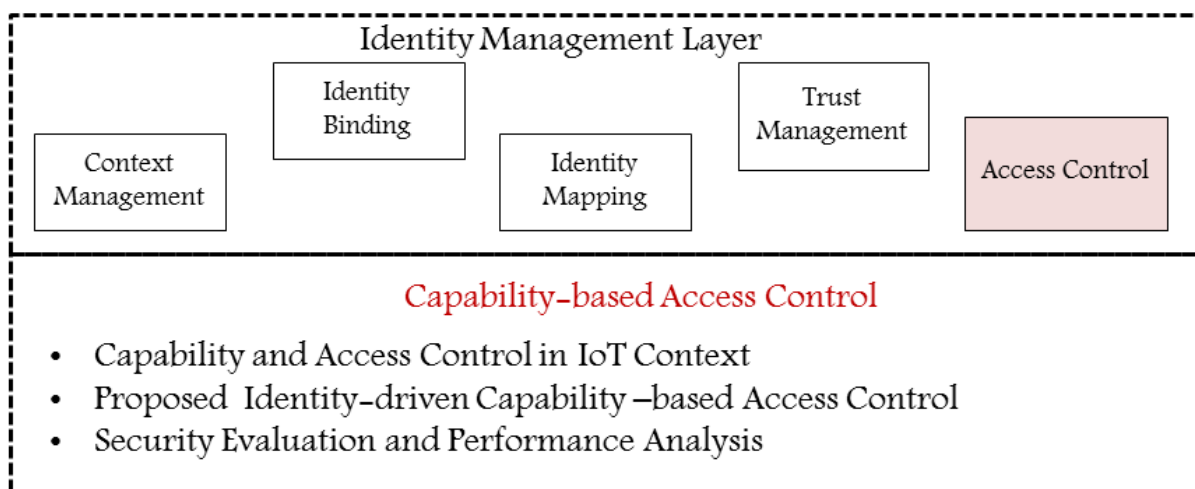 Identity Management Layer
Context
Management
Identity
Binding
Identity
Mapping
Trust
Management
Access Control
Capability-based Access Control
• Capability and Access Control in IoT Context
• Proposed Identity-driven Capability –based Access Control
• Security Evaluation and Performance Analysis